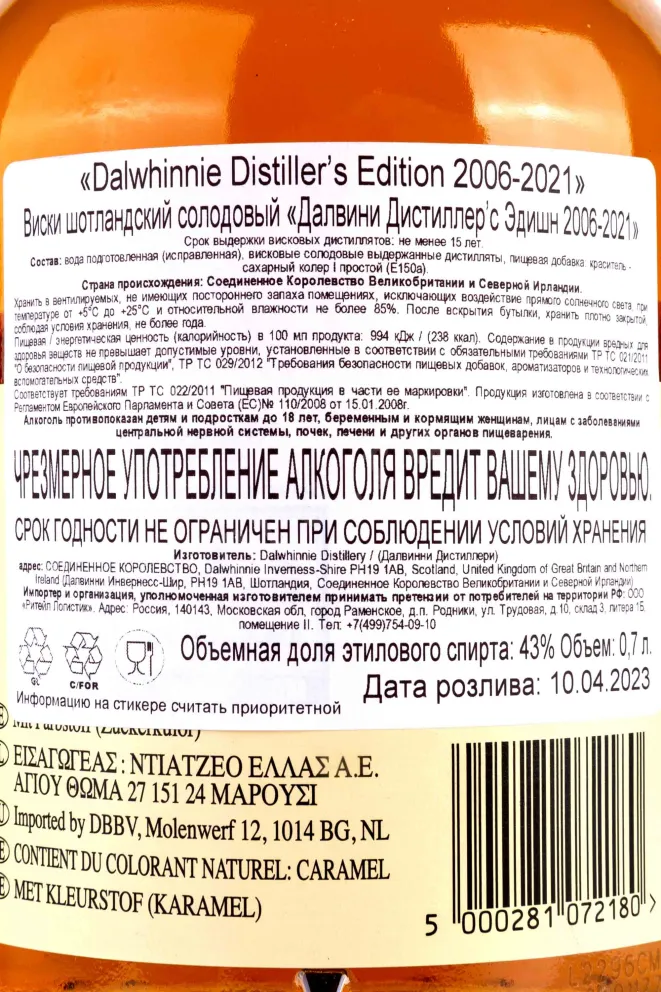 «Dalwhinnie Distiller's Edition 2006-2021»
Виски шотландский солодовый «Далвини Дистиллер'с Эдишн 2006-2021»
Срок выдержки висковых дистиллятов: не менее 15 лет.
Состав: вода подготовленная (исправленная), висковые солодовые выдержанные дистилляты, пищевая добавка: краситель -
сахарный колер I простой (E150a).
Страна происхождения: Соединенное Королевство Великобритании и Северной Ирландии.
Хранить в вентилируемых, не имеющих постороннего запаха помещениях, исключающих воздействие прямого солнечного света при
температуре от +5°С до +25°С и относительной влажности не более 85%. После вскрытия бутылки, хранить плотно закрытой,
соблюдая условия хранения, не более года.
Пищевая / энергетическая ценность (калорийность) в 100 мл продукта: 994 кДж / (238 ккал). Содержание в продукции вредных для
здоровья веществ не превышает допустимые уровни, установленные в соответствии с обязательными требованиями ТР ТС 021/2011
"О безопасности пищевой продукции", ТР ТС 029/2012 "Требования безопасности пищевых добавок, ароматизаторов и технологических
вспомогательных средств".
Соответствует требованиям ТР ТС 022/2011 "Пищевая продукция в части ее маркировки". Продукция изготовлена в соответствии с
Регламентом Европейского Парламента и Совета (ЕС)№ 110/2008 от 15.01.2008г.
Алкоголь противопоказан детям и подросткам до 18 лет, беременным и кормящим женщинам, лицам с заболеваниями
центральной нервной системы, почек, печени и других органов пищеварения.
ЧРЕЗМЕРНОЕ УПОТРЕБЛЕНИЕ АЛКОГОЛЯ ВРЕДИТ ВАШЕМУ ЗДОРОВЬЮ.
СРОК ГОДНОСТИ НЕ ОГРАНИЧЕН ПРИ СОБЛЮДЕНИИ УСЛОВИЙ ХРАНЕНИЯ
Изготовитель: Dalwhinnie Distillery / (Далвинни Дистиллери)
адрес: СОЕДИНЕННОЕ КОРОЛЕВСТВО, Dalwhinnie Inverness-Shire PH19 1AB, Scotland, United Kingdom of Great Britain and Northern
Ireland (Далвинни Инвернесс-Шир, PH19 1AB, Шотландия, Соединенное Королевство Великобритании и Северной Ирландии)
Импортер и организация, уполномоченная изготовителем принимать претензии от потребителей на территории РФ: ООО
«Ритейл Логистик». Адрес: Россия, 140143, Московская обл, город Раменское, д.п. Родники, ул. Трудовая, д.10, склад 3, литера 1Б,
помещение II. Тел: +7(499)754-09-10
GL C/FOR
Объемная доля этилового спирта: 43% Объем: 0,7 л.
Дата розлива: 10.04.2023
Информацию на стикере считать приоритетной
Mit Farbstoff (Zuckerkulör)
ΕΙΣΑΓΩΓΕΑΣ : ΝΤΙΑΤΖΕΟ ΕΛΛΑΣ Α.Ε.
ΑΓΙΟΥ ΘΩΜΑ 27 151 24 ΜΑΡΟΥΣΙ
Imported by DBBV, Molenwerf 12, 1014 BG, NL
CONTIENT DU COLORANT NATUREL: CARAMEL
MET KLEURSTOF (KARAMEL)
5 000281 072180 >